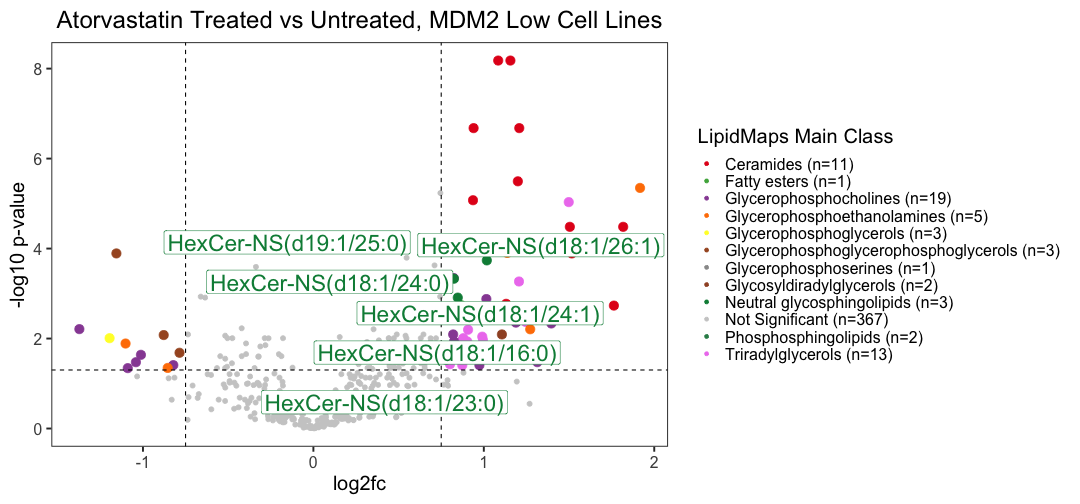 Atorvastatin Treated vs Untreated, MDM2 Low Cell Lines
-log10 p-value
8
6
4
2
0
HexCer-NS(d19:1/25:0)
HexCer-NS(d18:1/26:1)
HexCer-NS(d18:1/24:0)
HexCer-NS(d18:1/24:1)
HexCer-NS(d18:1/16:0)
HexCer-NS(d18:1/23:0)
-1
0
1
2
log2fc
LipidMaps Main Class
Ceramides (n=11)
Fatty esters (n=1)
Glycerophosphocholines (n=19)
Glycerophosphoethanolamines (n=5)
Glycerophosphoglycerols (n=3)
Glycerophosphoglycerophosphoglycerols (n=3)
Glycerophosphoserines (n=1)
Glycosyldiradylglycerols (n=2)
Neutral glycosphingolipids (n=3)
Not Significant (n=367)
Phosphosphingolipids (n=2)
Triradylglycerols (n=13)